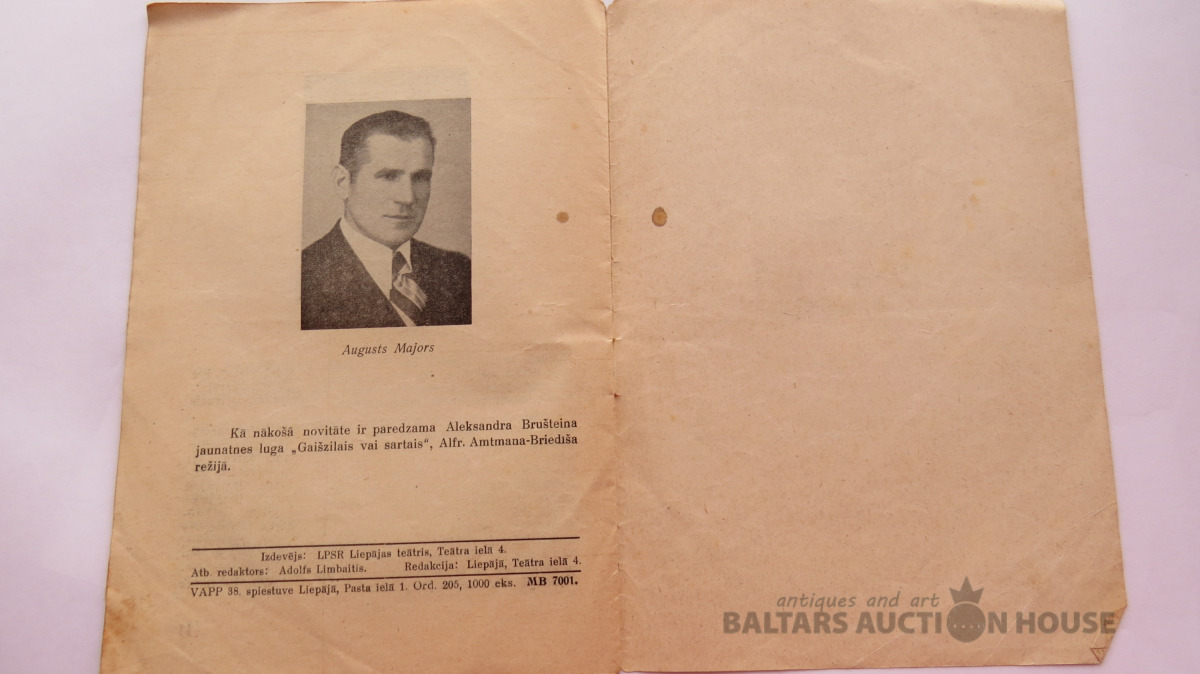 Augusts Majors
Kā nākošā novitāte ir paredzama Aleksandra Brušteina
jaunatnes luga „Gaišzilais vai sartais“, Alfr. Amtmaņa-Briediša
režijā.
Izdevējs: LPSR Liepājas teātris, Teātra ielā 4.
Atb. redaktors: Adolfs Limbaitis. Redakcija: Liepājā, Teātra ielā 4.
VAPP 38. spiestuve Liepājā, Pasta ielā 1. Ord. 205, 1000 eks. MB 7001.
antiques and art
BALTARS AUCTION HOUSE